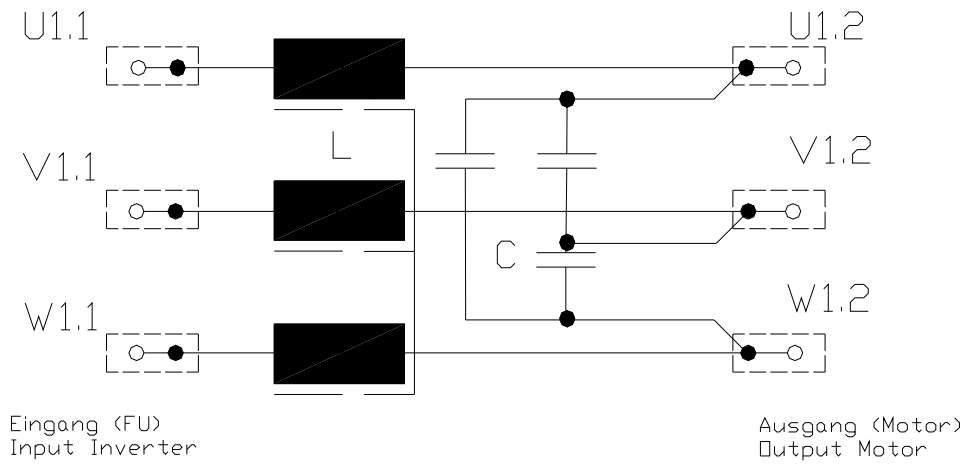 U1.1
U1.2
L
V1.1
V1.2
C
W1.1
W1.2
Eingang (FU)
Input Inverter
Ausgang (Motor)
Output Motor